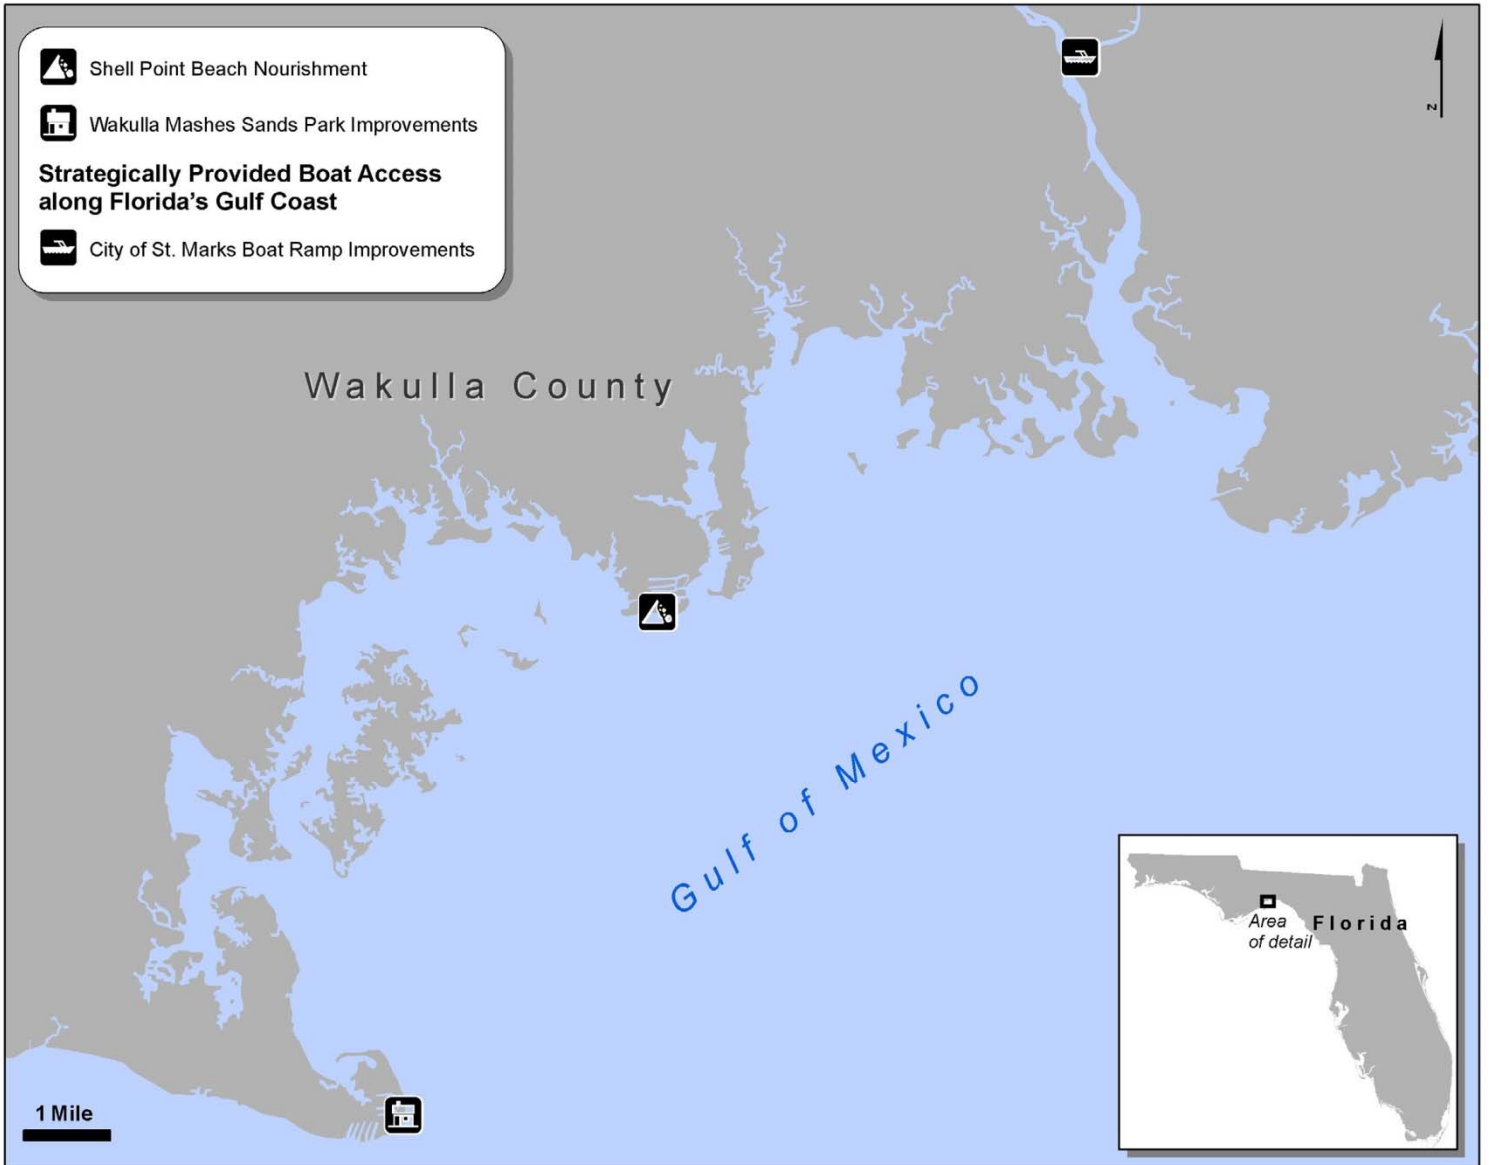 Shell Point Beach Nourishment
Wakulla Mashes Sands Park Improvements
Strategically Provided Boat Access
along Florida's Gulf Coast
City of St. Marks Boat Ramp Improvements
N
Wakulla County
Gulf of Mexico
Area
of detail
Florida
1 Mile